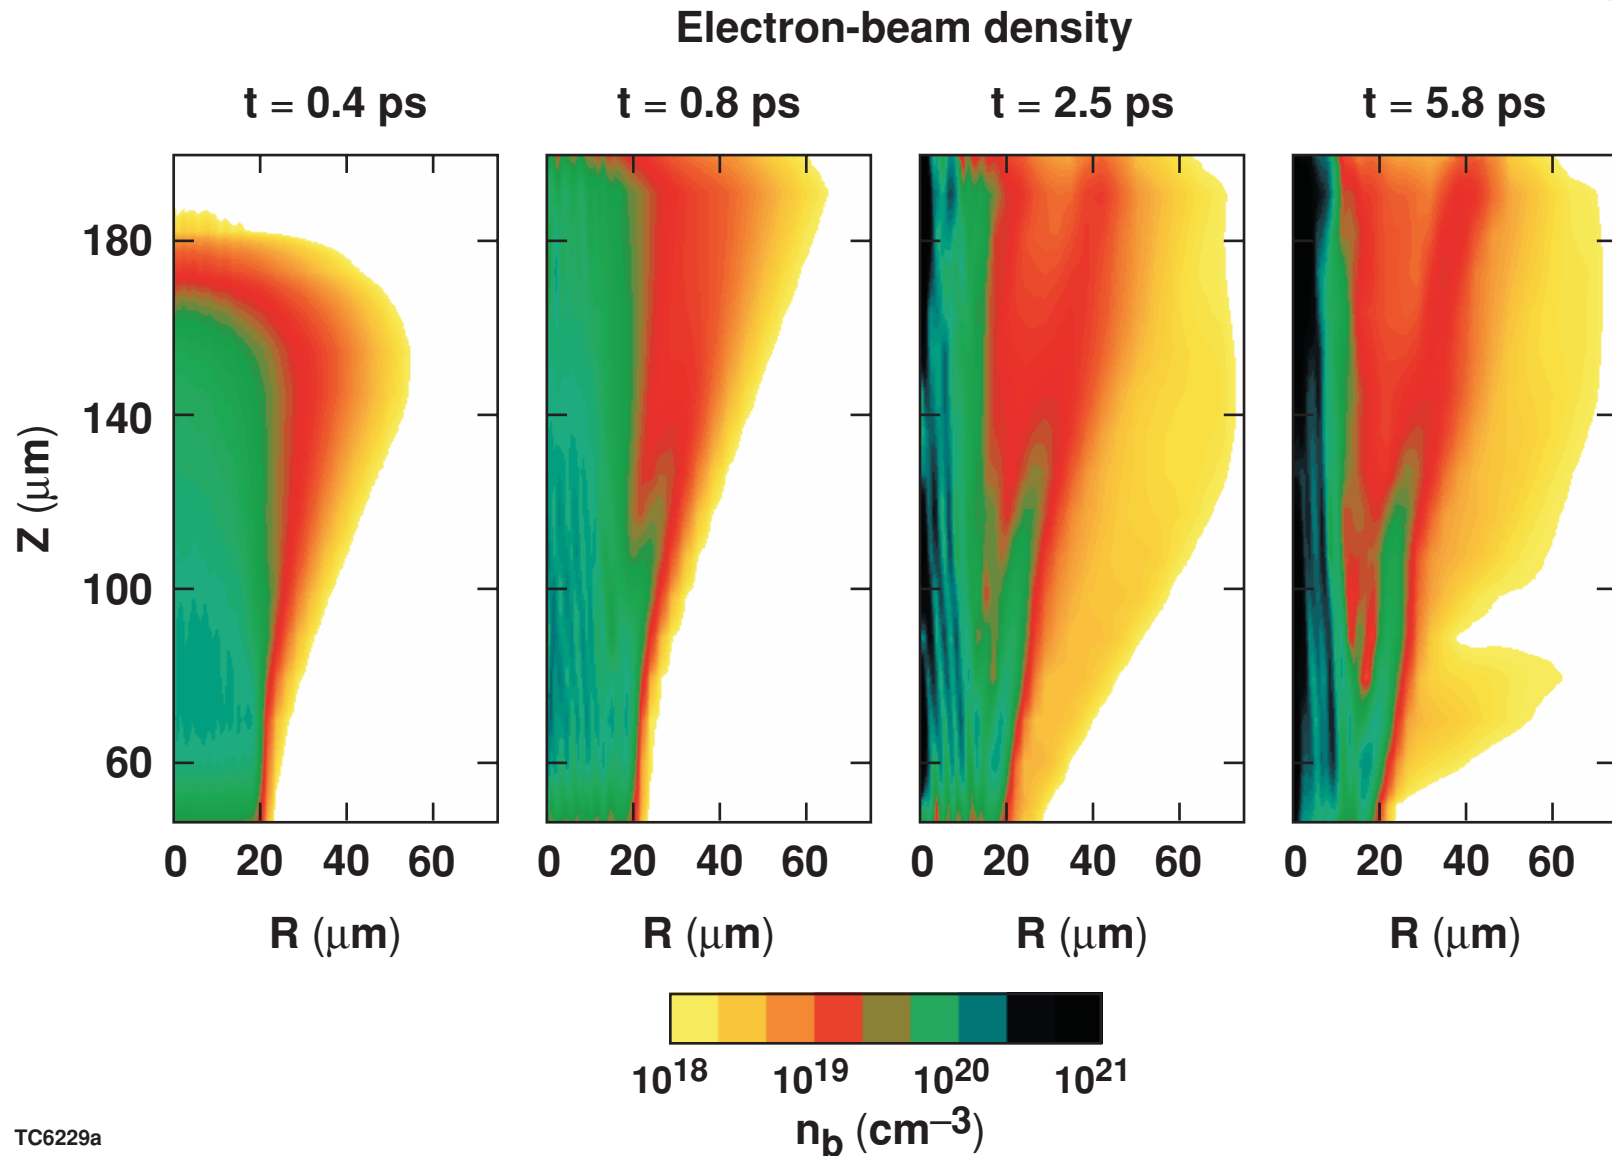 Electron-beam density
t = 0.4 ps t = 0.8 ps t = 2.5 ps t = 5.8 ps
180
140
100
60
Z (μm)
0 20 40 60 0 20 40 60 0 20 40 60 0 20 40 60
R (μm) R (μm) R (μm) R (μm)
10^18 10^19 10^20 10^21
n_b (cm^–3)
TC6229a